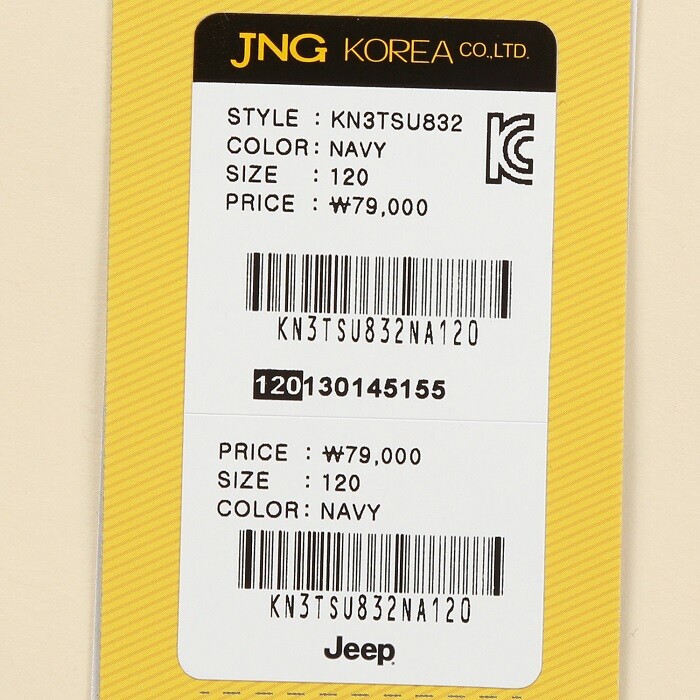 JNG KOREA CO.,LTD.
STYLE : KN3TSU832
COLOR : NAVY
SIZE : 120
PRICE : ₩79,000
KN3TSU832NA120
120130145155
PRICE : ₩79,000
SIZE : 120
COLOR : NAVY
KN3TSU832NA120
Jeep